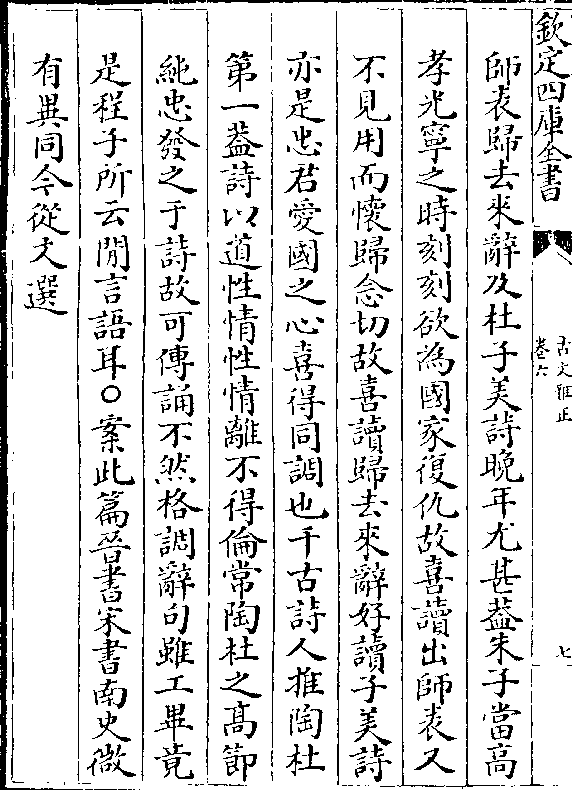 欽定四庫全書
古文雅正
卷六
七
師表歸去來辭及杜子美詩晚年尤甚葢朱子當高
孝光寧之時刻刻欲為國家復仇故喜讀出師表又
不見用而懷歸念切故喜讀歸去來辭好讀子美詩
亦是忠君愛國之心喜得同調也千古詩人推陶杜
第一葢詩以道性情性情離不得倫常陶杜之髙節
純忠發之于詩故可傳誦不然格調辭句雖工畢竟
是程子所云閒言語耳○案此篇晉書宋書南史微
有異同今從文選